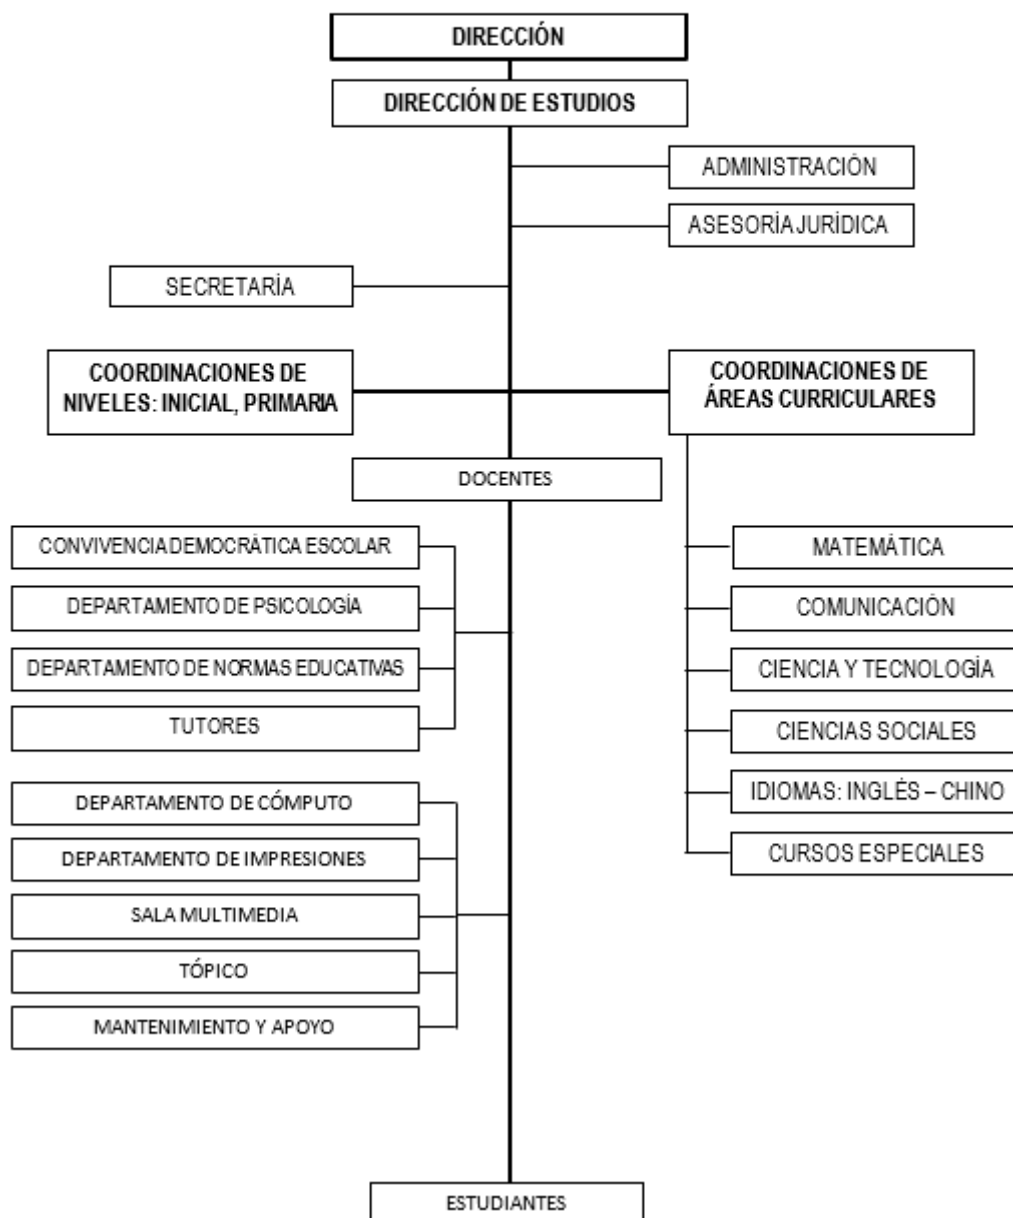 DIRECCIÓN
DIRECCIÓN DE ESTUDIOS
ADMINISTRACIÓN
ASESORÍA JURÍDICA
SECRETARÍA
COORDINACIONES DE
NIVELES: INICIAL, PRIMARIA
COORDINACIONES DE
ÁREAS CURRICULARES
DOCENTES
CONVIVENCIA DEMOCRÁTICA ESCOLAR
DEPARTAMENTO DE PSICOLOGÍA
DEPARTAMENTO DE NORMAS EDUCATIVAS
TUTORES
MATEMÁTICA
COMUNICACIÓN
CIENCIA Y TECNOLOGÍA
CIENCIAS SOCIALES
IDIOMAS: INGLÉS – CHINO
CURSOS ESPECIALES
DEPARTAMENTO DE CÓMPUTO
DEPARTAMENTO DE IMPRESIONES
SALA MULTIMEDIA
TÓPICO
MANTENIMIENTO Y APOYO
ESTUDIANTES